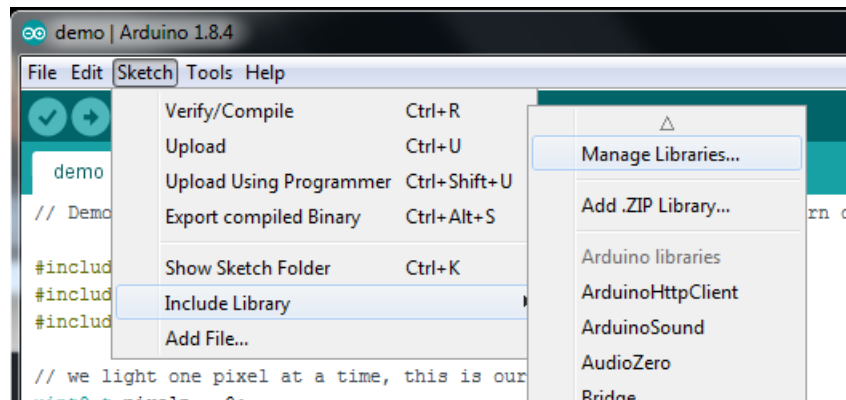 demo | Arduino 1.8.4
File Edit Sketch Tools Help
Verify/Compile Ctrl+R
Upload Ctrl+U
Upload Using Programmer Ctrl+Shift+U
Export compiled Binary Ctrl+Alt+S
Show Sketch Folder Ctrl+K
Include Library
Add File...
Manage Libraries...
Add .ZIP Library...
Arduino libraries
ArduinoHttpClient
ArduinoSound
AudioZero
Bridge
demo
// Demo
#includ
#includ
#includ
// we light one pixel at a time, this is our